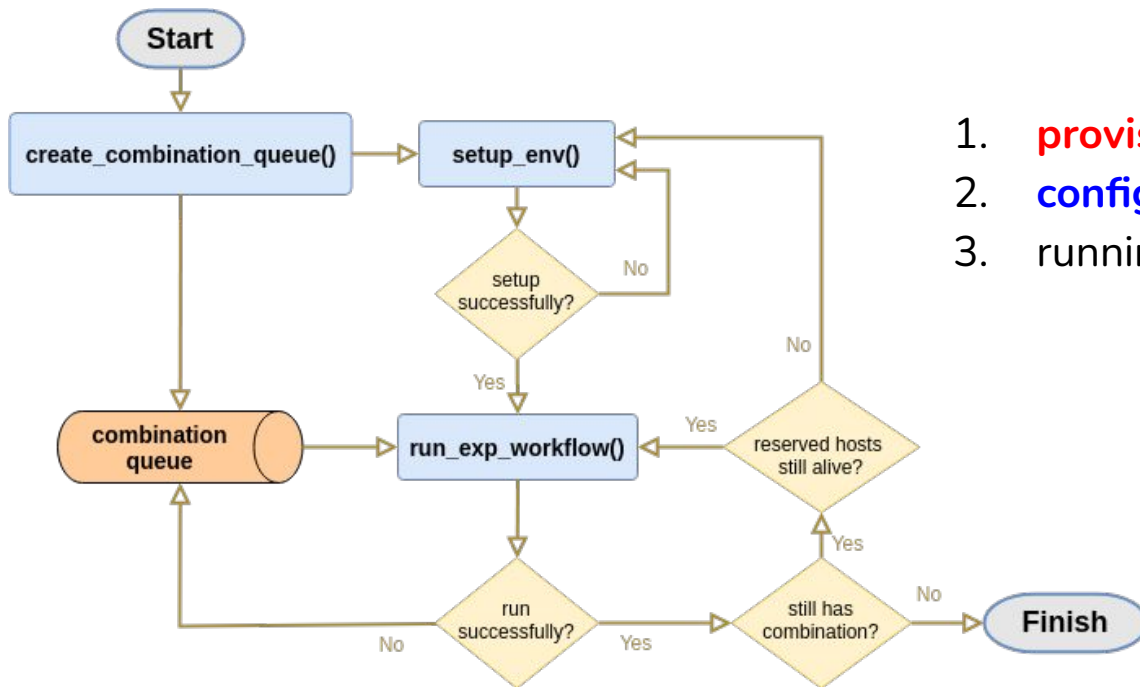 Start
create_combination_queue()
setup_env()
setup
successfully?
No
Yes
combination
queue
run_exp_workflow()
Yes
reserved hosts
still alive?
No
Yes
run
successfully?
No
Yes
still has
combination?
No
Finish
1.
2.
3.